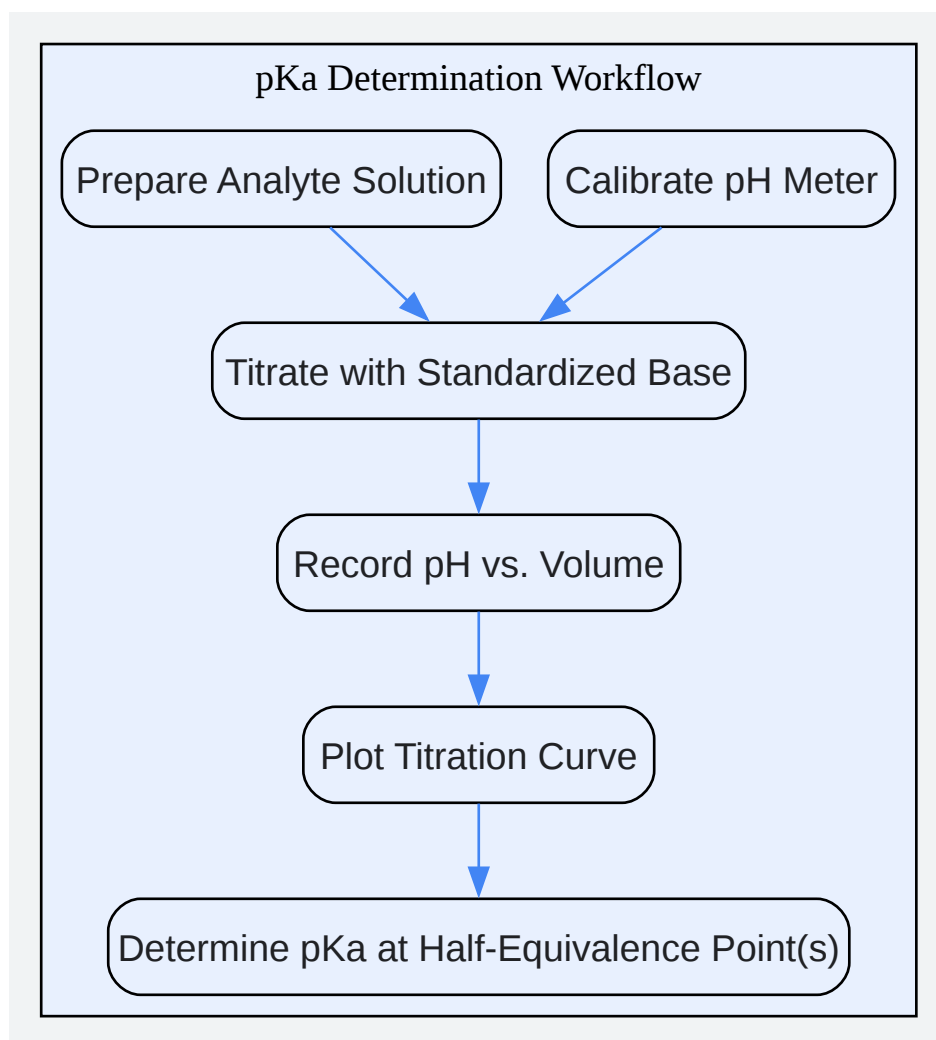 pKa Determination Workflow
Prepare Analyte Solution
Calibrate pH Meter
Titrate with Standardized Base
Record pH vs. Volume
Plot Titration Curve
Determine pKa at Half-Equivalence Point(s)